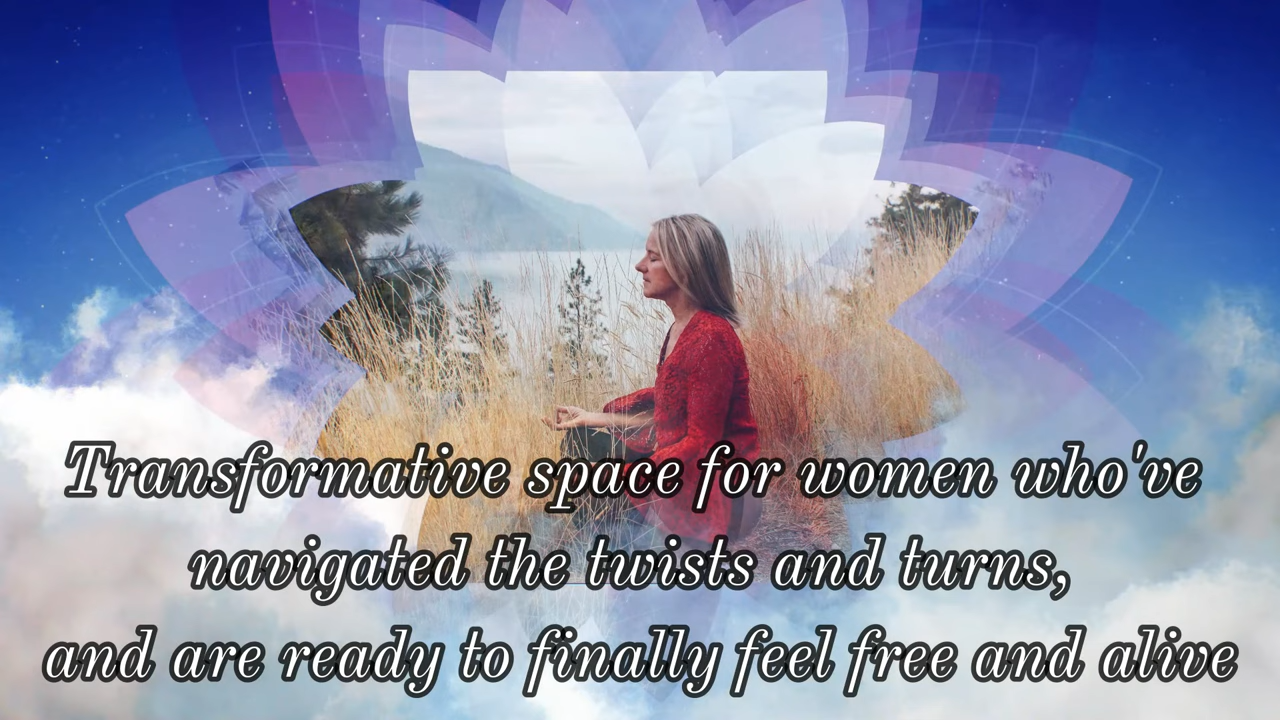 Transformative space for women who've
navigated the twists and turns,
and are ready to finally feel free and alive